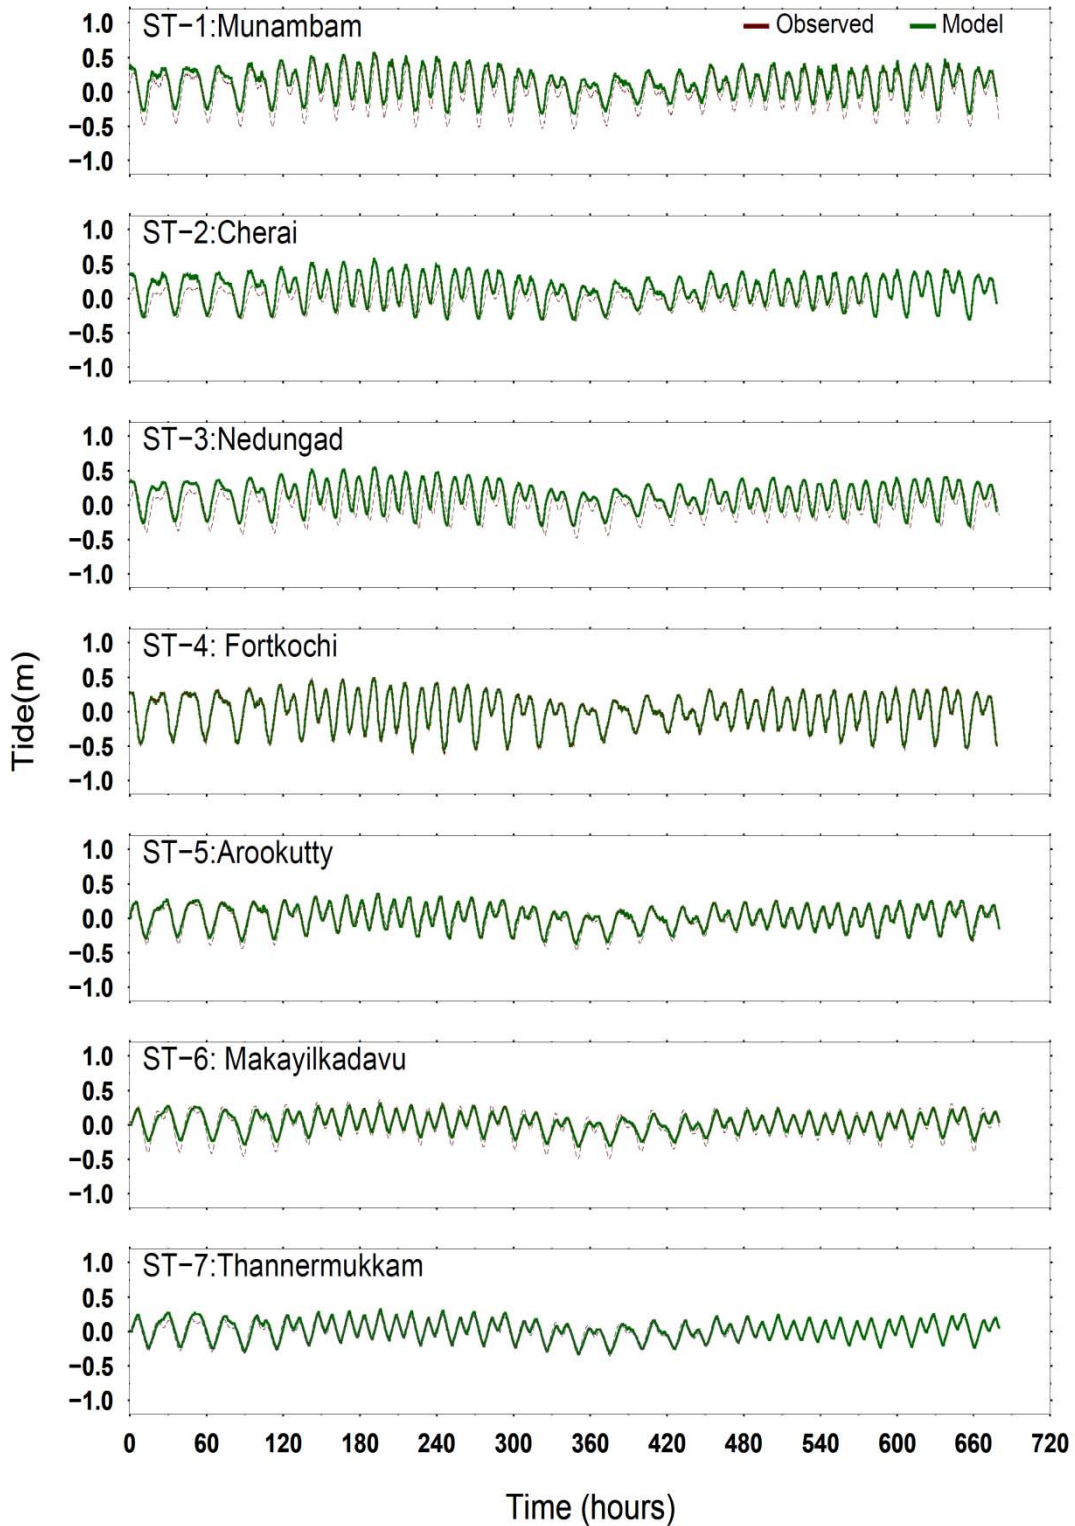 ST−1:Munambam
Observed
Model
1.0
0.5
0.0
−0.5
−1.0
ST−2:Cherai
1.0
0.5
0.0
−0.5
−1.0
ST−3:Nedungad
1.0
0.5
0.0
−0.5
−1.0
ST−4: Fortkochi
1.0
0.5
0.0
−0.5
−1.0
Tide(m)
ST−5:Arookutty
1.0
0.5
0.0
−0.5
−1.0
ST−6: Makayilkadavu
1.0
0.5
0.0
−0.5
−1.0
ST−7:Thannermukkam
1.0
0.5
0.0
−0.5
−1.0
0 60 120 180 240 300 360 420 480 540 600 660 720
Time (hours)